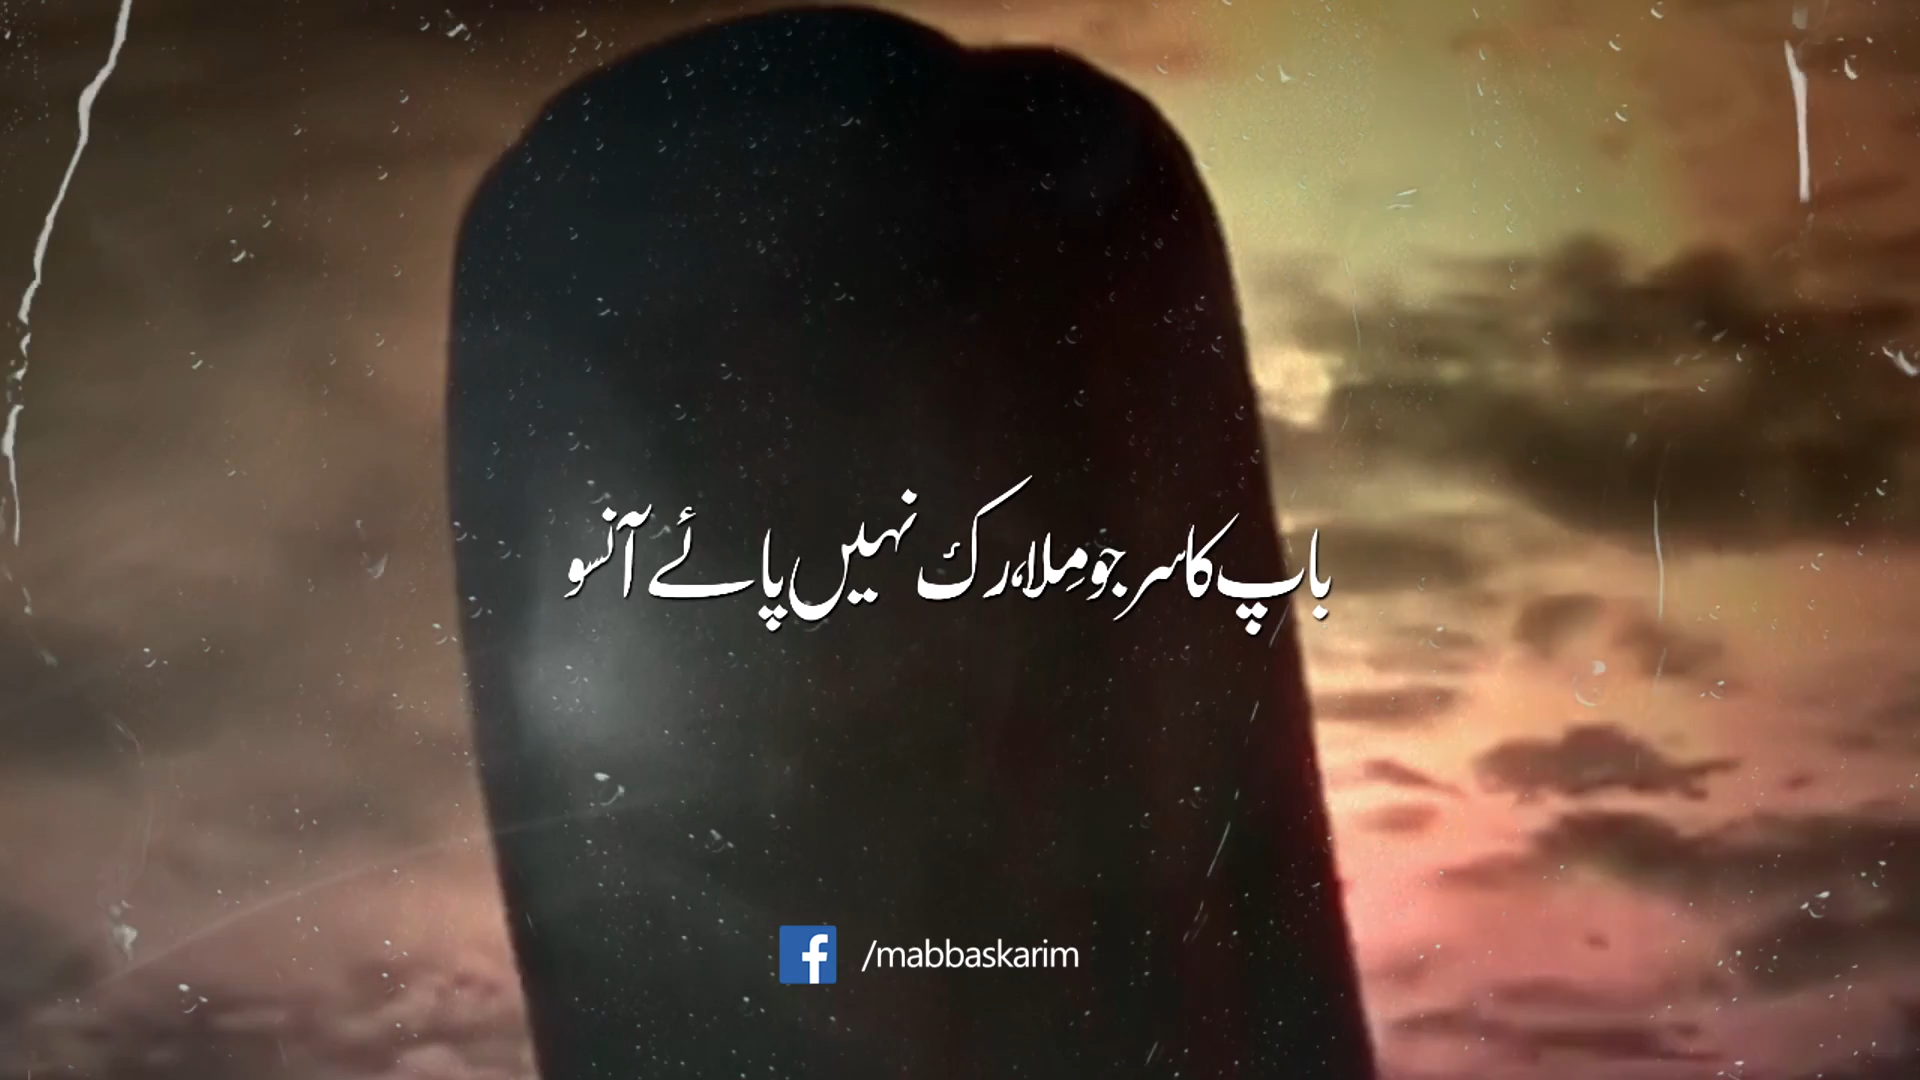 باپ کا سر جو مِلا، رک نہیں پائے آنسو
/mabbaskarim